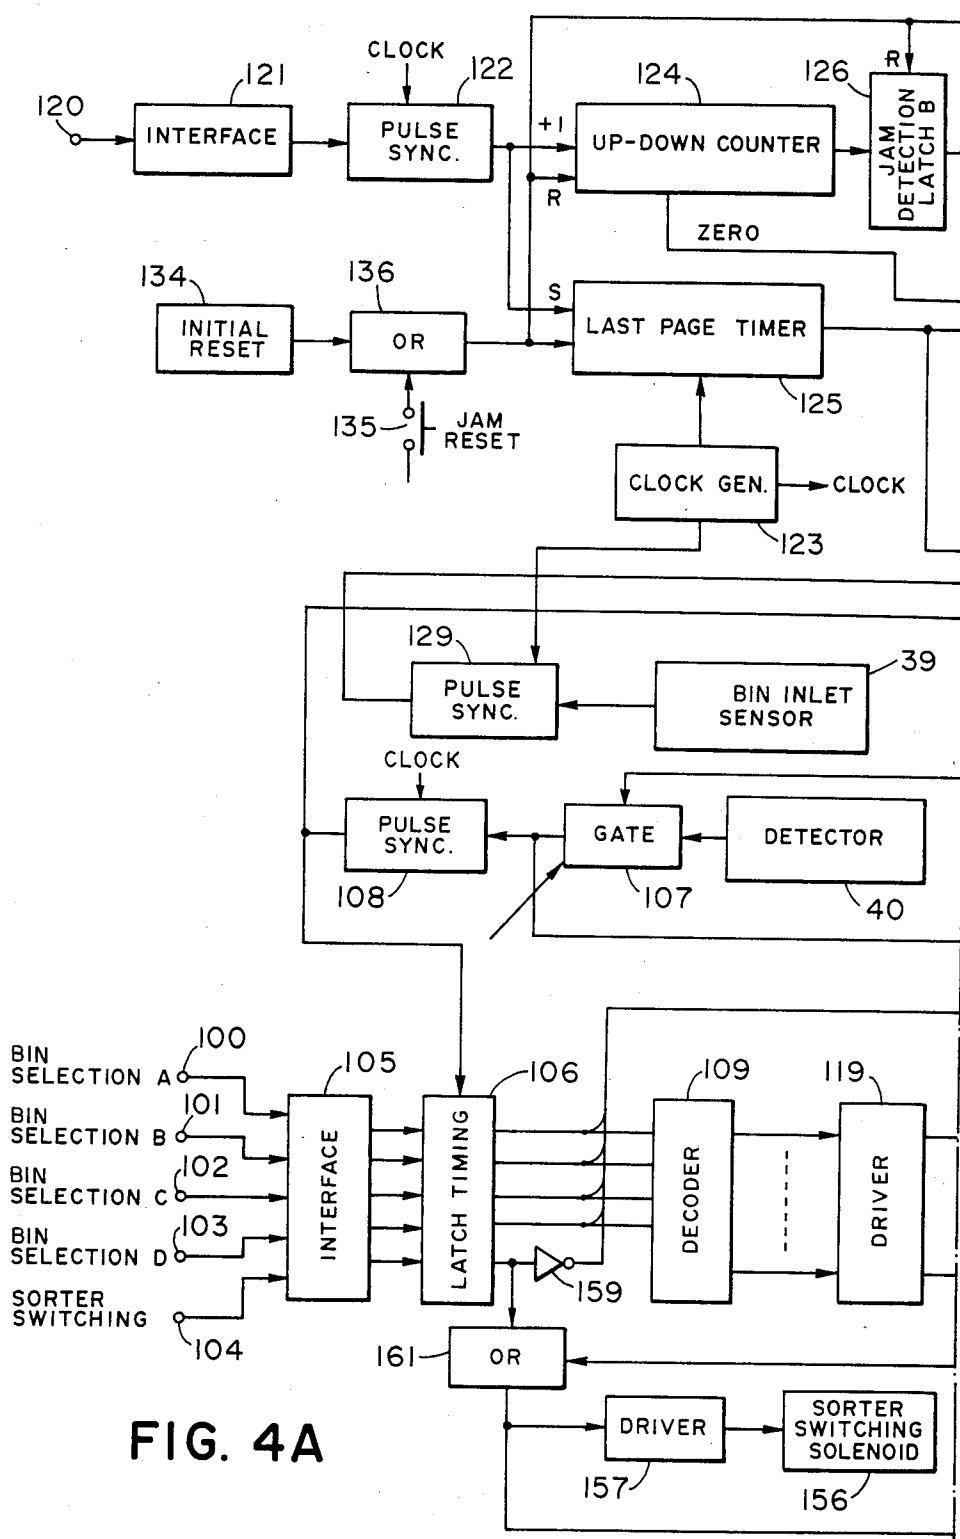 CLOCK
120
121
INTERFACE
122
PULSE
SYNC.
+1
R
124
UP-DOWN COUNTER
R
126
JAM
DETECTION
LATCH B
ZERO
134
INITIAL
RESET
136
OR
S
LAST PAGE TIMER
125
135
JAM
RESET
CLOCK GEN.
CLOCK
123
129
PULSE
SYNC.
39
BIN INLET
SENSOR
CLOCK
PULSE
SYNC.
108
GATE
107
DETECTOR
40
BIN
SELECTION A
100
BIN
SELECTION B
101
BIN
SELECTION C
102
BIN
SELECTION D
103
SORTER
SWITCHING
104
105
INTERFACE
106
LATCH TIMING
159
109
DECODER
119
DRIVER
161
OR
DRIVER
157
SORTER
SWITCHING
SOLENOID
156
FIG. 4A